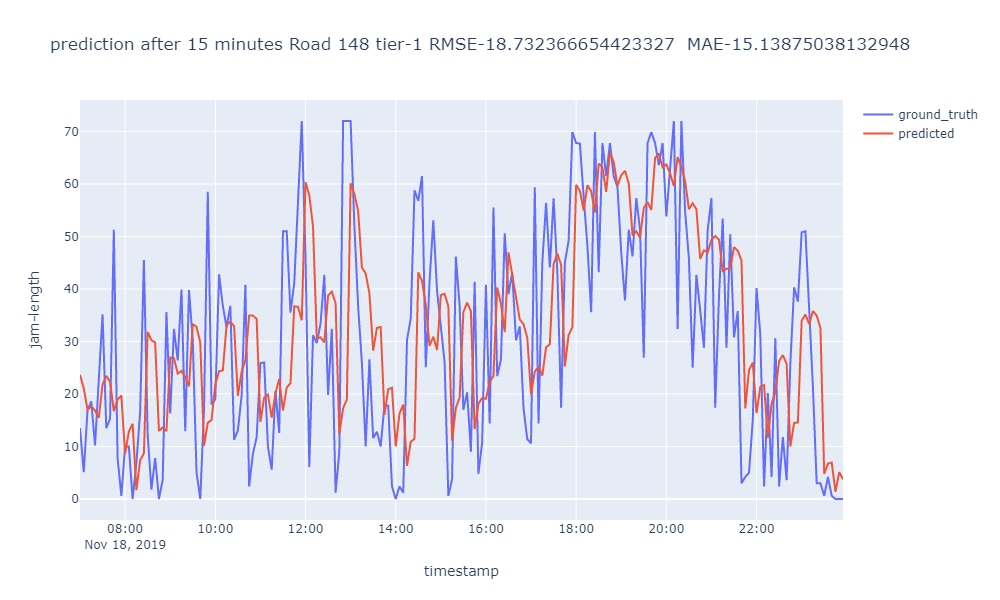 prediction after 15 minutes Road 148 tier-1 RMSE-18.732366654423327  MAE-15.13875038132948
ground_truth
predicted
jam-length
70
60
50
40
30
20
10
0
08:00 10:00 12:00 14:00 16:00 18:00 20:00 22:00
Nov 18, 2019
timestamp